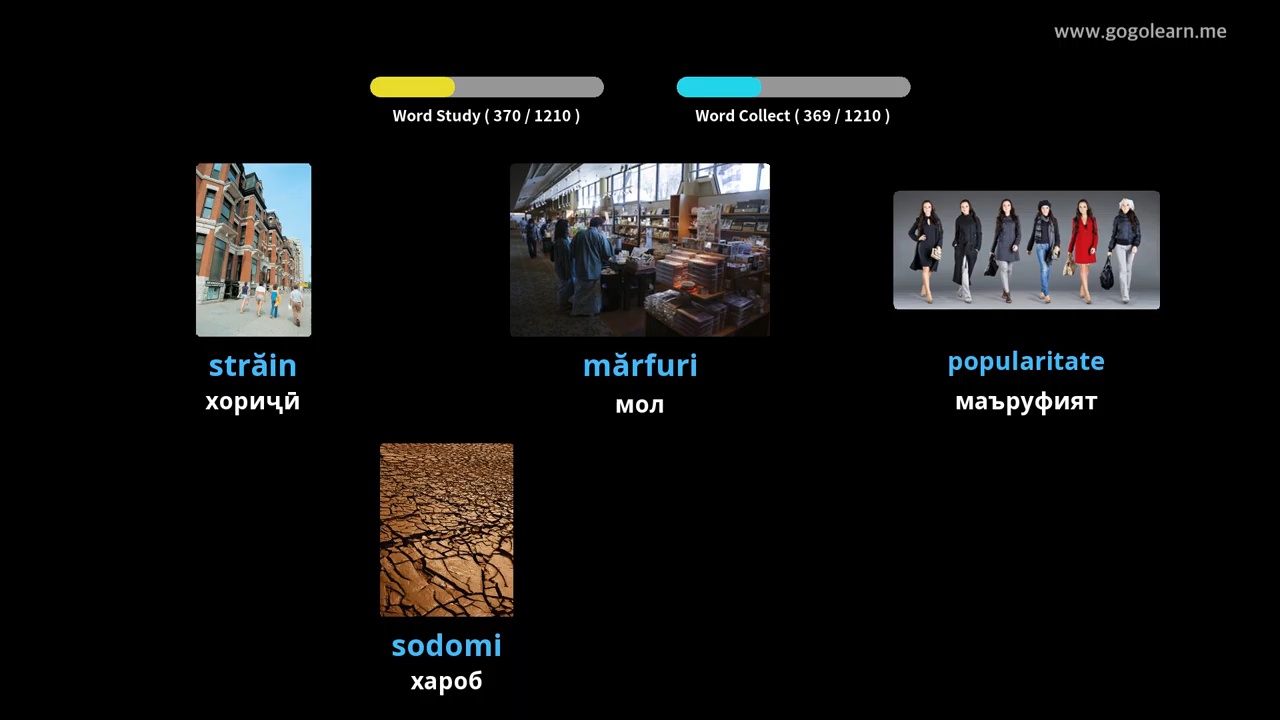 www.gogolearn.me
Word Study ( 370 / 1210 )
Word Collect ( 369 / 1210 )
străin
хориҷӣ
mărfuri
мол
popularitate
маъруфият
sodomi
хароб